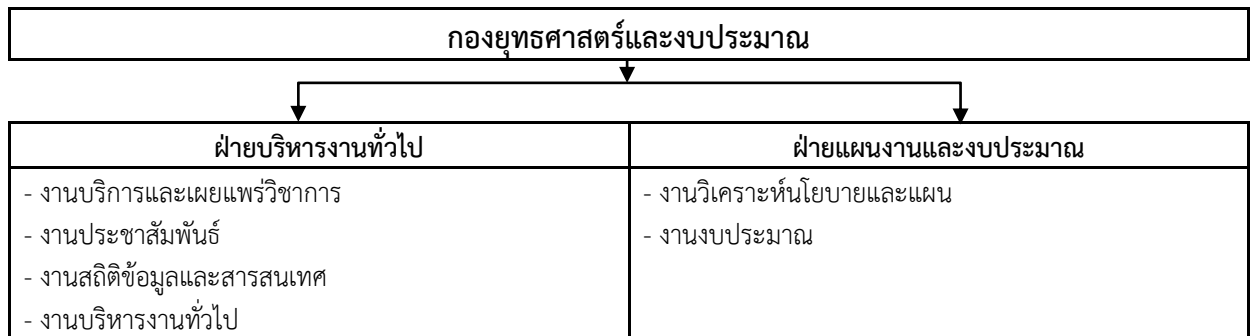 กองยุทธศาสตร์และงบประมาณ
ฝ่ายบริหารงานทั่วไป
- งานบริการและเผยแพร่วิชาการ
- งานประชาสัมพันธ์
- งานสถิติข้อมูลและสารสนเทศ
- งานบริหารงานทั่วไป
ฝ่ายแผนงานและงบประมาณ
- งานวิเคราะห์นโยบายและแผน
- งานงบประมาณ